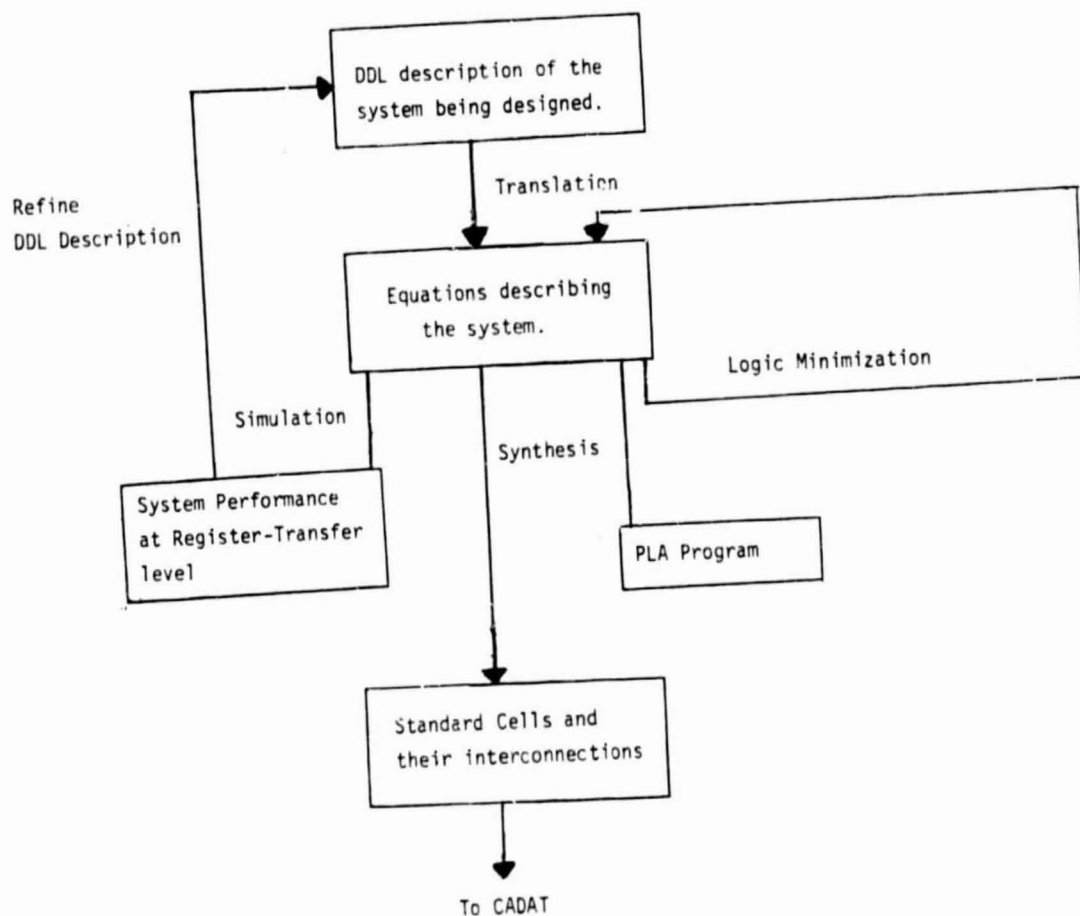 DDL description of the
system being designed.
Translation
Refine
DDL Description
Equations describing
the system.
Logic Minimization
Simulation
Synthesis
System Performance
at Register-Transfer
level
PLA Program
Standard Cells and
their interconnections
To CADAT